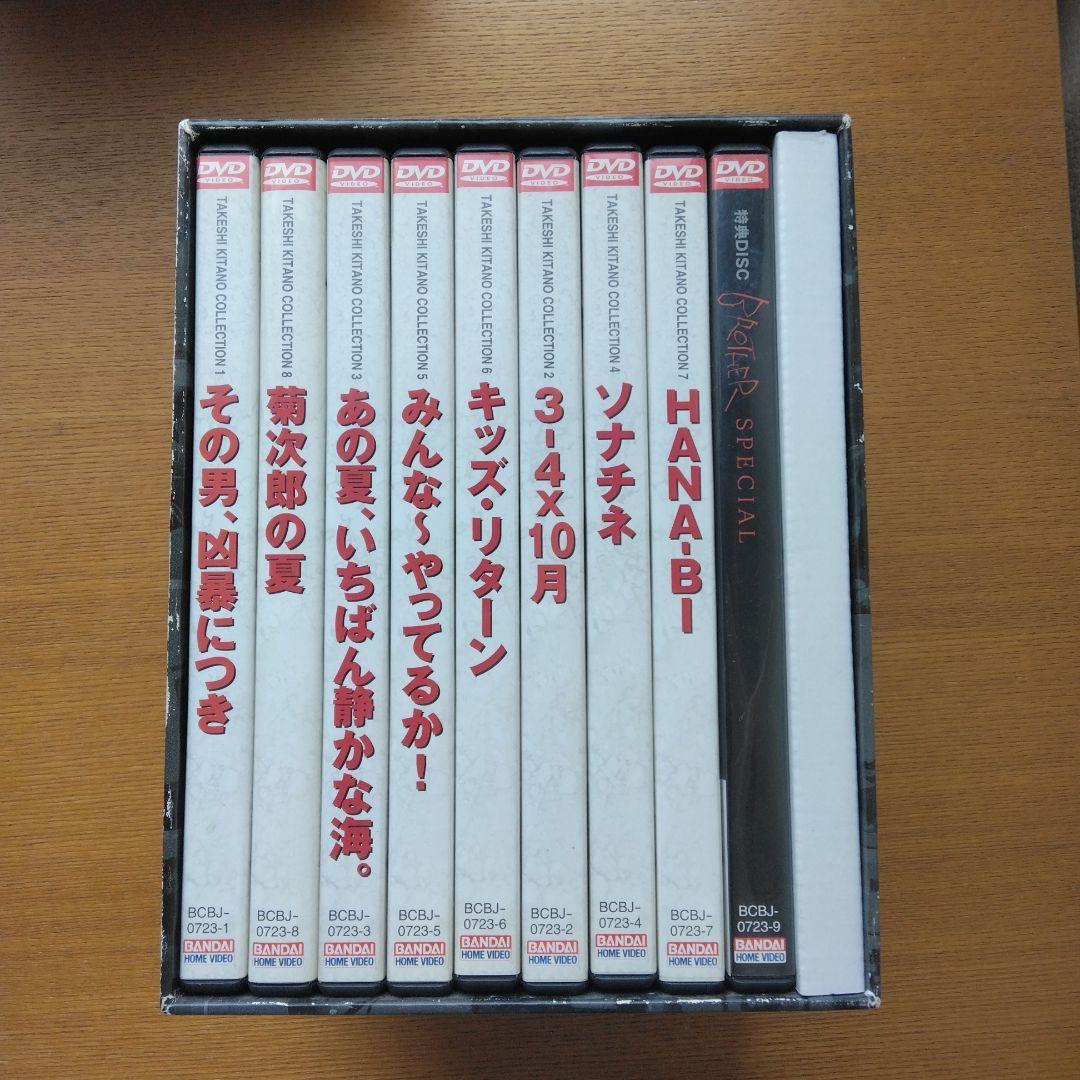 DVD
VIDEO
TAKESHI KITANO COLLECTION 1
その男、凶暴につき
BCBJ-
0723-1
BANDAI
HOME VIDEO
DVD
VIDEO
TAKESHI KITANO COLLECTION 8
菊次郎の夏
BCBJ-
0723-8
BANDAI
HOME VIDEO
DVD
VIDEO
TAKESHI KITANO COLLECTION 3
あの夏、いちばん静かな海。
BCBJ-
0723-3
BANDAI
HOME VIDEO
DVD
VIDEO
TAKESHI KITANO COLLECTION 5
みんな～やってるか!
BCBJ-
0723-5
BANDAI
HOME VIDEO
DVD
VIDEO
TAKESHI KITANO COLLECTION 6
キッズ・リターン
BCBJ-
0723-6
BANDAI
HOME VIDEO
DVD
VIDEO
TAKESHI KITANO COLLECTION 2
3-4x10月
BCBJ-
0723-2
BANDAI
HOME VIDEO
DVD
VIDEO
TAKESHI KITANO COLLECTION 4
ソナチネ
BCBJ-
0723-4
BANDAI
HOME VIDEO
DVD
VIDEO
TAKESHI KITANO COLLECTION 7
HANA-BI
BCBJ-
0723-7
BANDAI
HOME VIDEO
DVD
VIDEO
特典DISC
BROTHER SPECIAL
BCBJ-
0723-9
BANDAI
HOME VIDEO